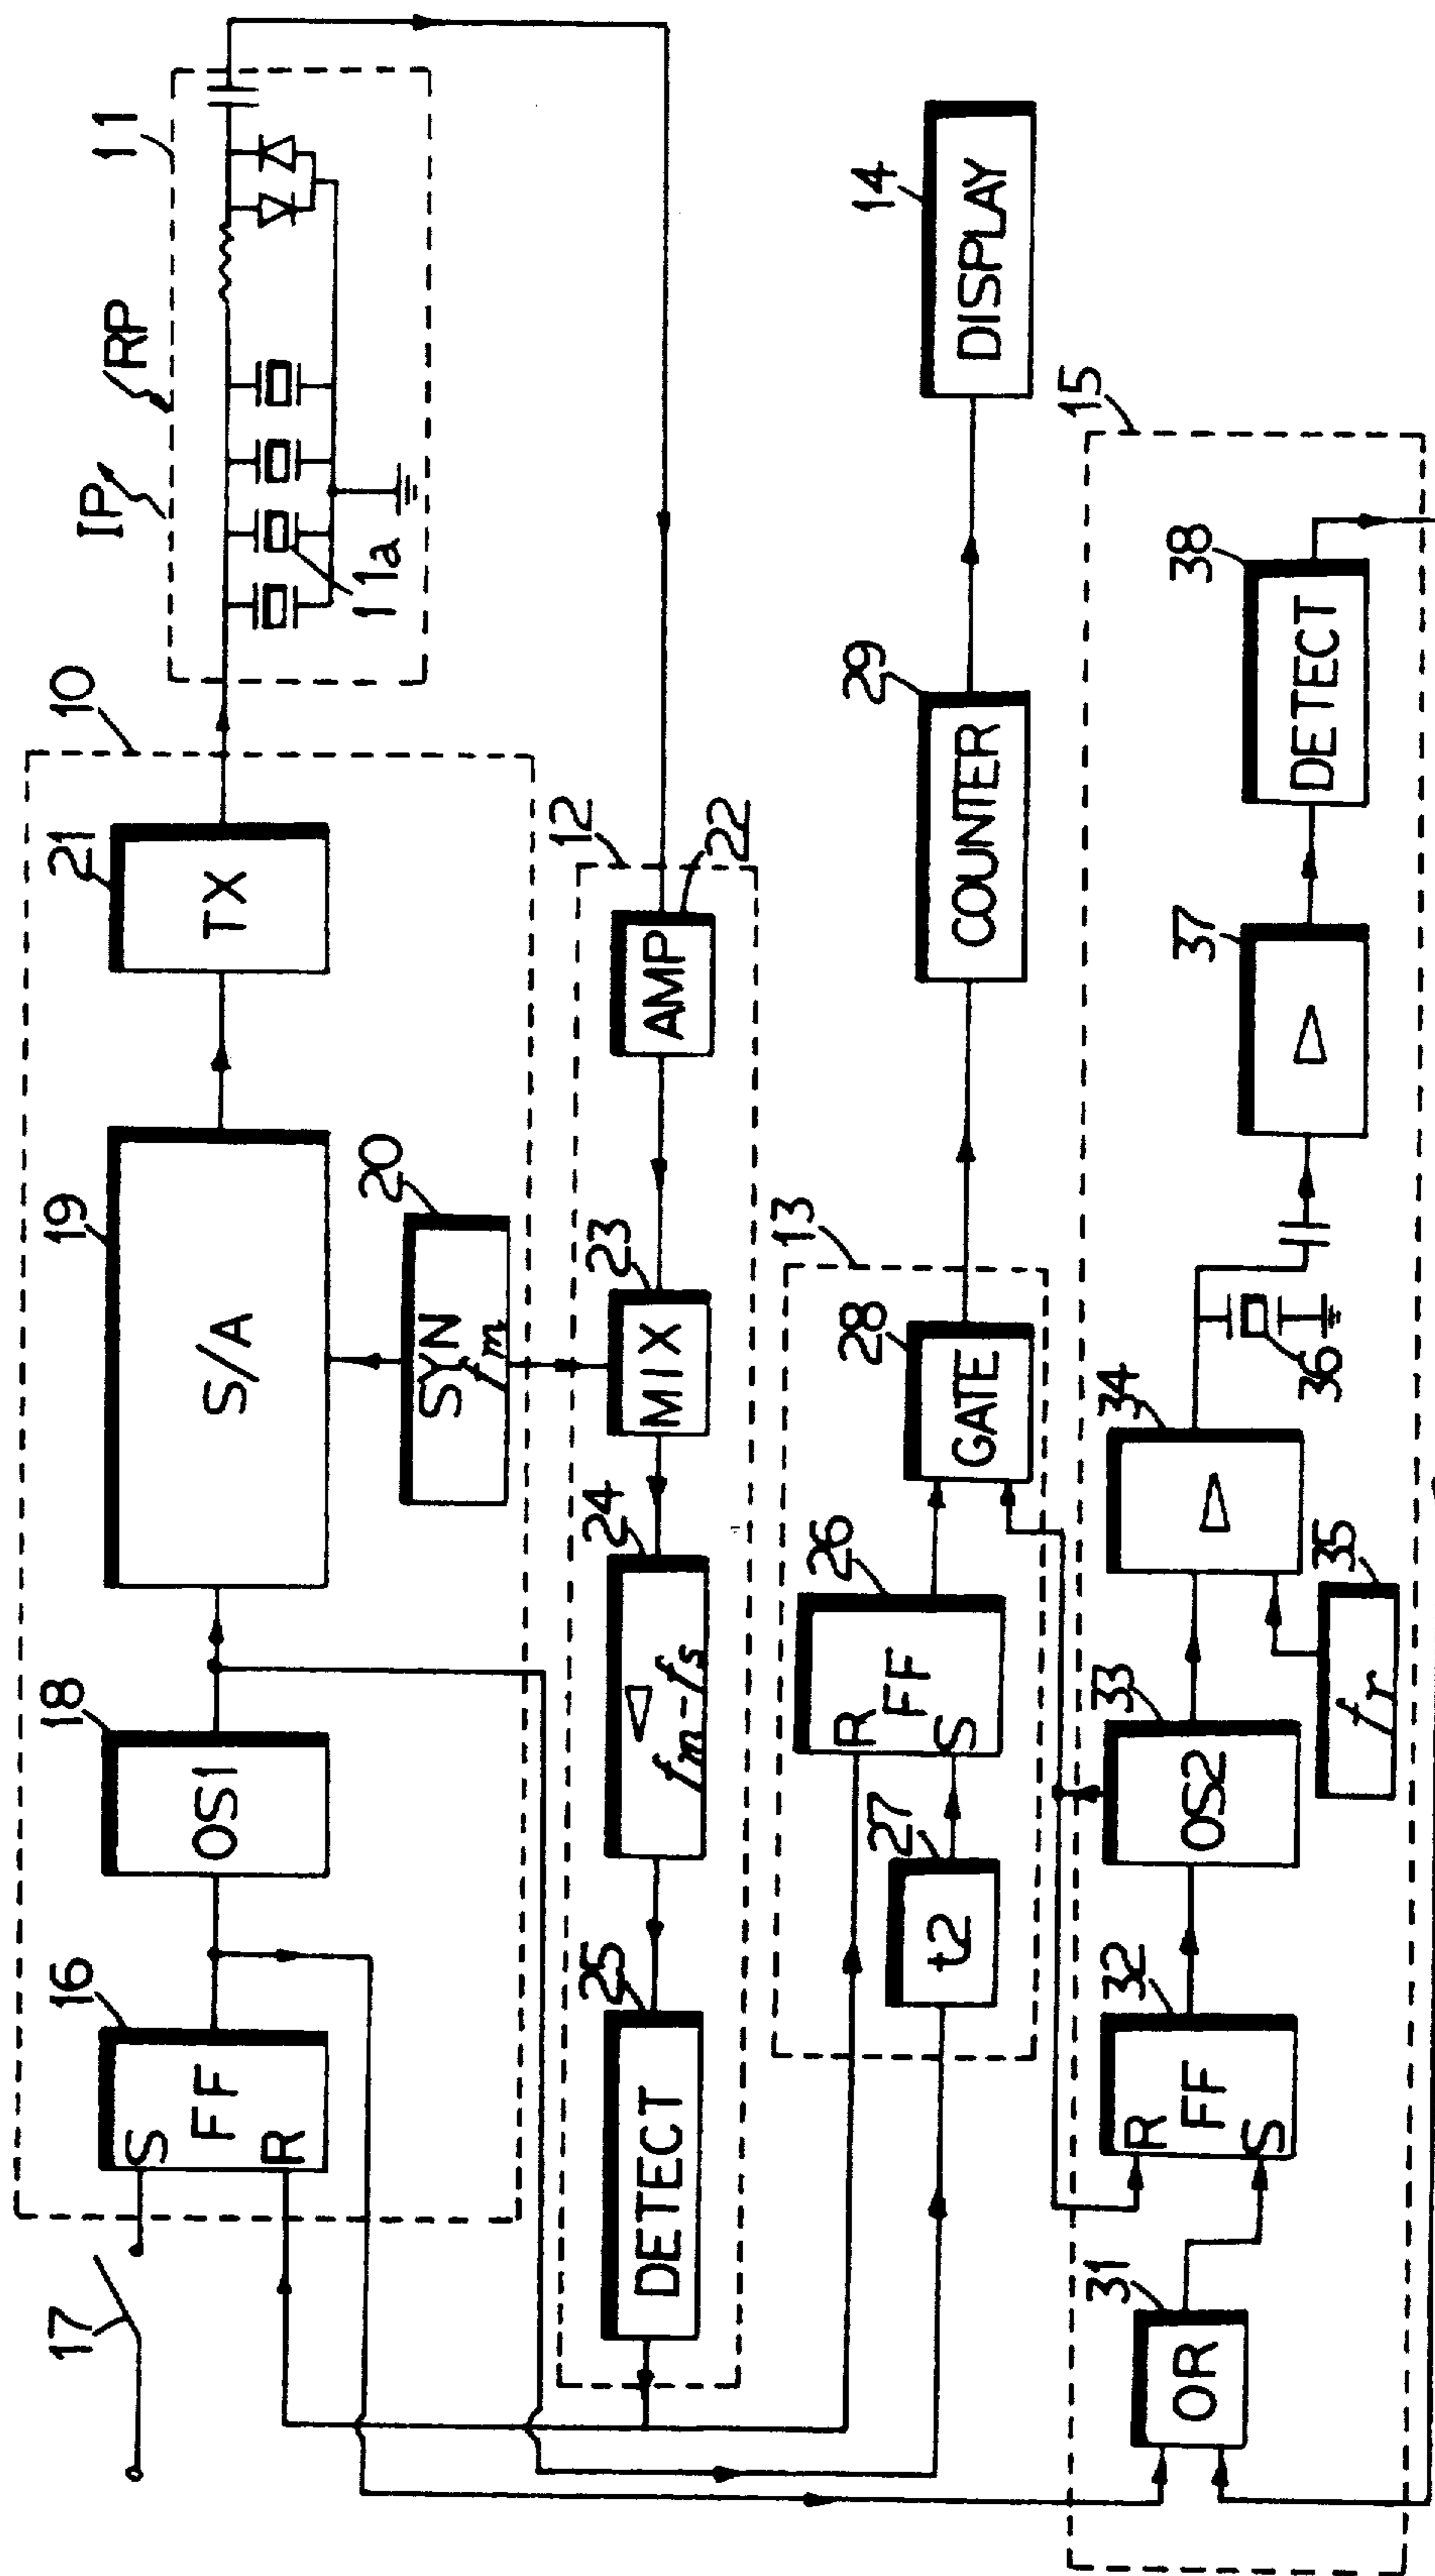 17
16
S
FF
R
18
OS1
19
S/A
20
SYN
fm
21
TX
10
IP
RP
11
11a
12
25
DETECT
24
fm-fs
23
MIX
22
AMP
13
27
t2
26
R
FF
S
28
GATE
29
COUNTER
14
DISPLAY
15
31
OR
32
R
FF
S
33
OS2
34
35
fr
36
37
38
DETECT